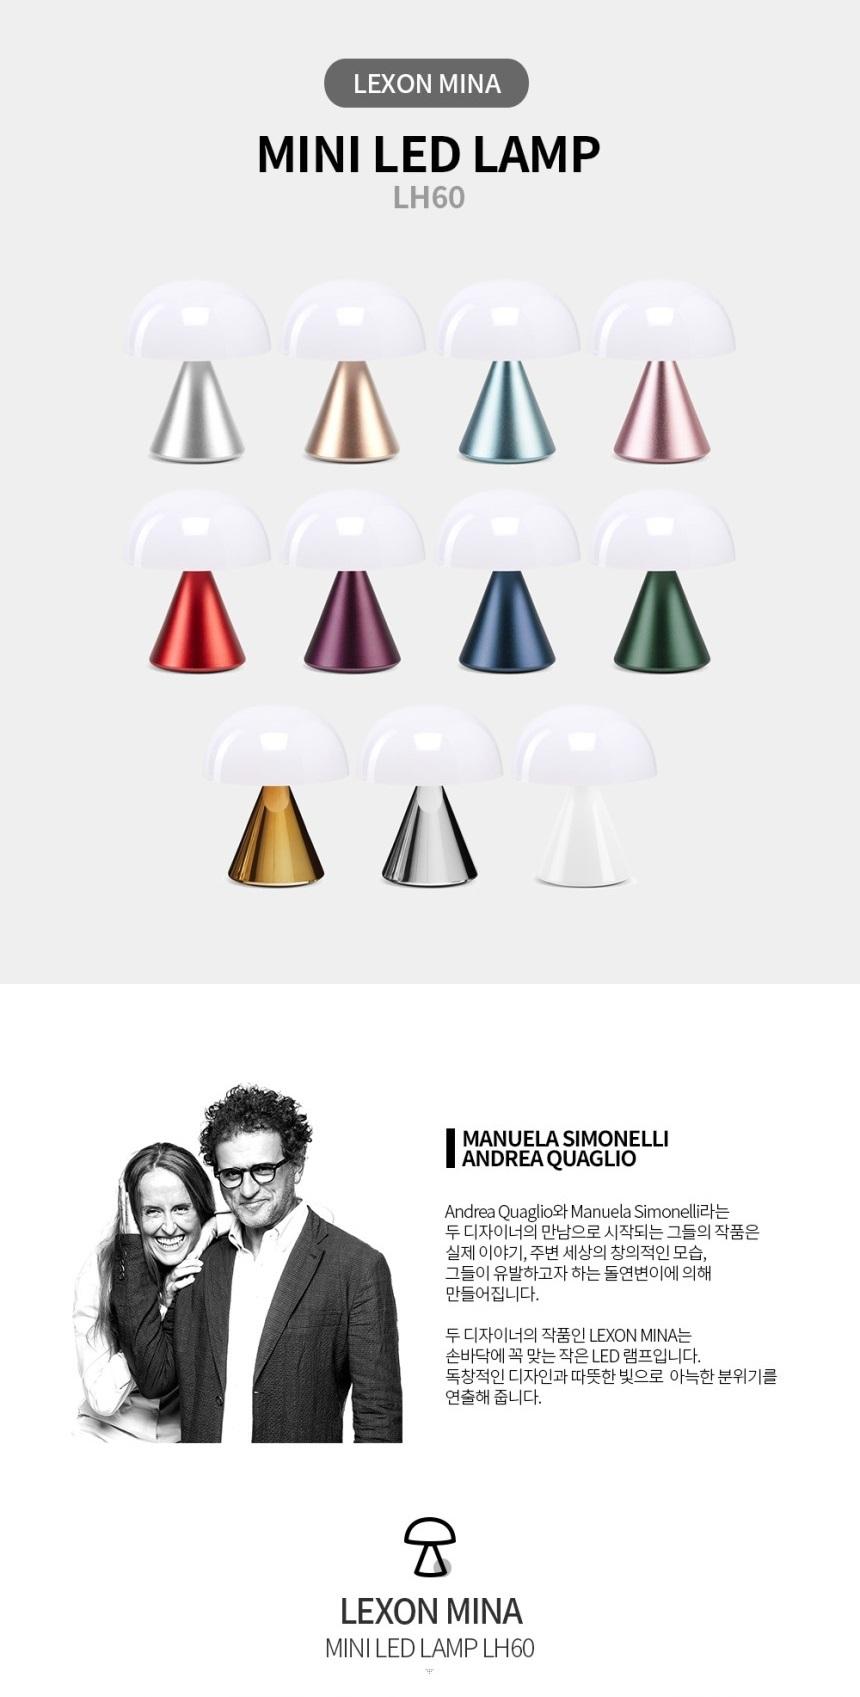 LEXON MINA
MINI LED LAMP
LH60
MANUELA SIMONELLI
ANDREA QUAGLIO
Andrea Quaglio와 Manuela Simonelli라는
두 디자이너의 만남으로 시작되는 그들의 작품은
실제 이야기, 주변 세상의 창의적인 모습,
그들이 유발하고자 하는 돌연변이에 의해
만들어집니다.
두 디자이너의 작품인 LEXON MINA는
손바닥에 꼭 맞는 작은 LED 램프입니다.
독창적인 디자인과 따뜻한 빛으로 아늑한 분위기를
연출해 줍니다.
LEXON MINA
MINI LED LAMP LH60